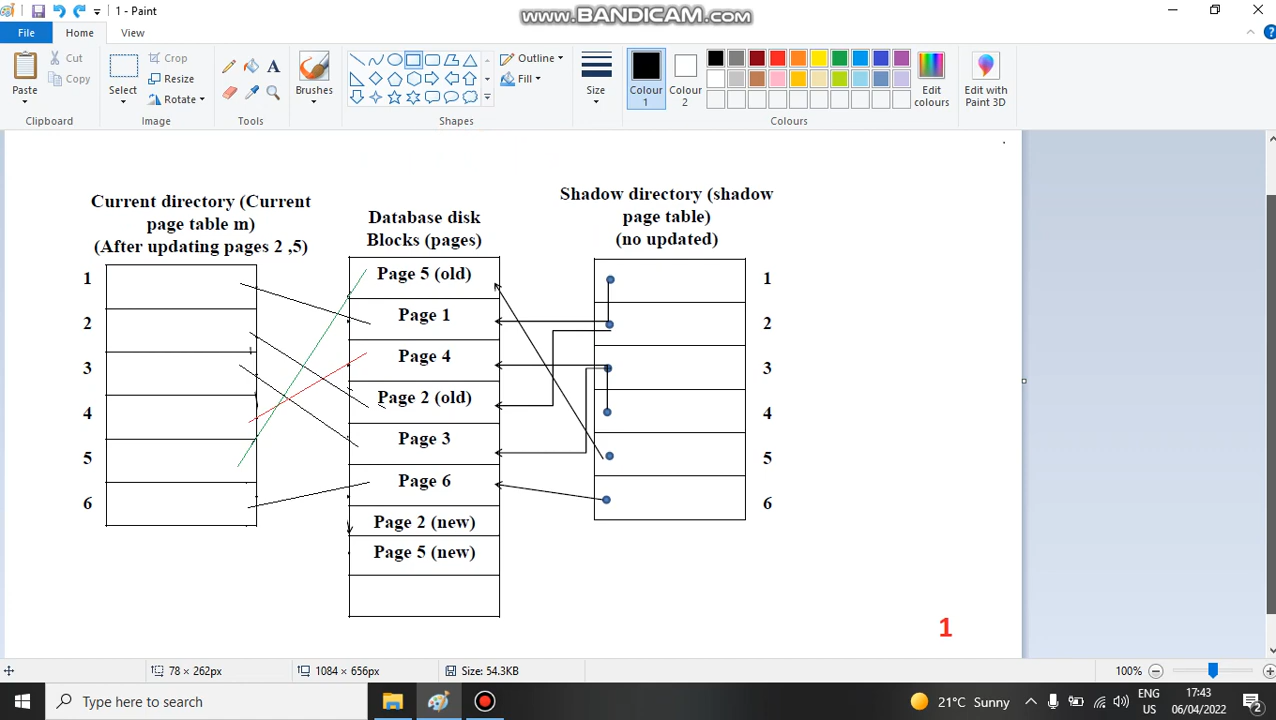 1 - Paint
www.BANDICAM.com
File
Home
View
Paste
Cut
Copy
Clipboard
Select
Crop
Resize
Rotate
Image
Tools
Brushes
Shapes
Outline
Fill
Size
Colour
1
Colour
2
Edit
colours
Edit with
Paint 3D
Colours
Current directory (Current
page table m)
(After updating pages 2 ,5)
1
2
3
4
5
6
Database disk
Blocks (pages)
Page 5 (old)
Page 1
Page 4
Page 2 (old)
Page 3
Page 6
Page 2 (new)
Page 5 (new)
Shadow directory (shadow
page table)
(no updated)
1
2
3
4
5
6
1
78 × 262px
1084 × 656px
Size: 54.3KB
100%
Type here to search
21°C Sunny
ENG
US
17:43
06/04/2022
2